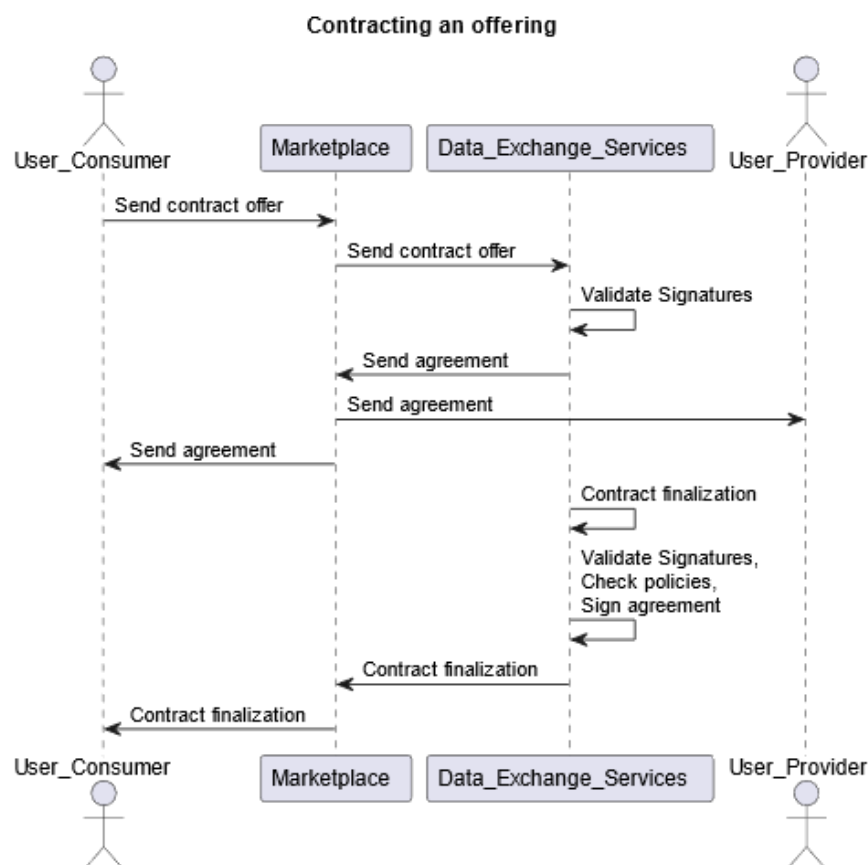 Contracting an offering
User_Consumer
Marketplace
Data_Exchange_Services
User_Provider
Send contract offer
Send contract offer
Validate Signatures
Send agreement
Send agreement
Send agreement
Contract finalization
Validate Signatures,
Check policies,
Sign agreement
Contract finalization
Contract finalization
User_Consumer
Marketplace
Data_Exchange_Services
User_Provider